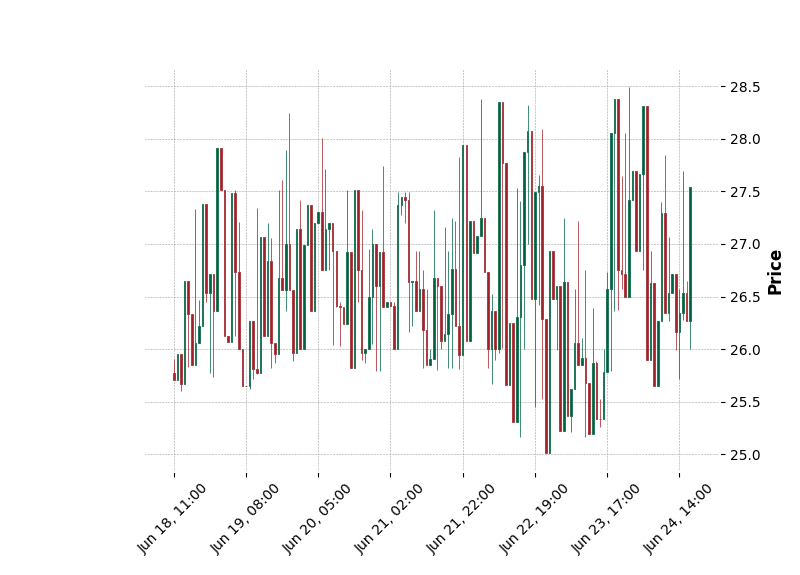 28.5
28.0
27.5
27.0
26.5
26.0
25.5
25.0
Price
Jun 18, 11:00
Jun 19, 08:00
Jun 20, 05:00
Jun 21, 02:00
Jun 21, 22:00
Jun 22, 19:00
Jun 23, 17:00
Jun 24, 14:00